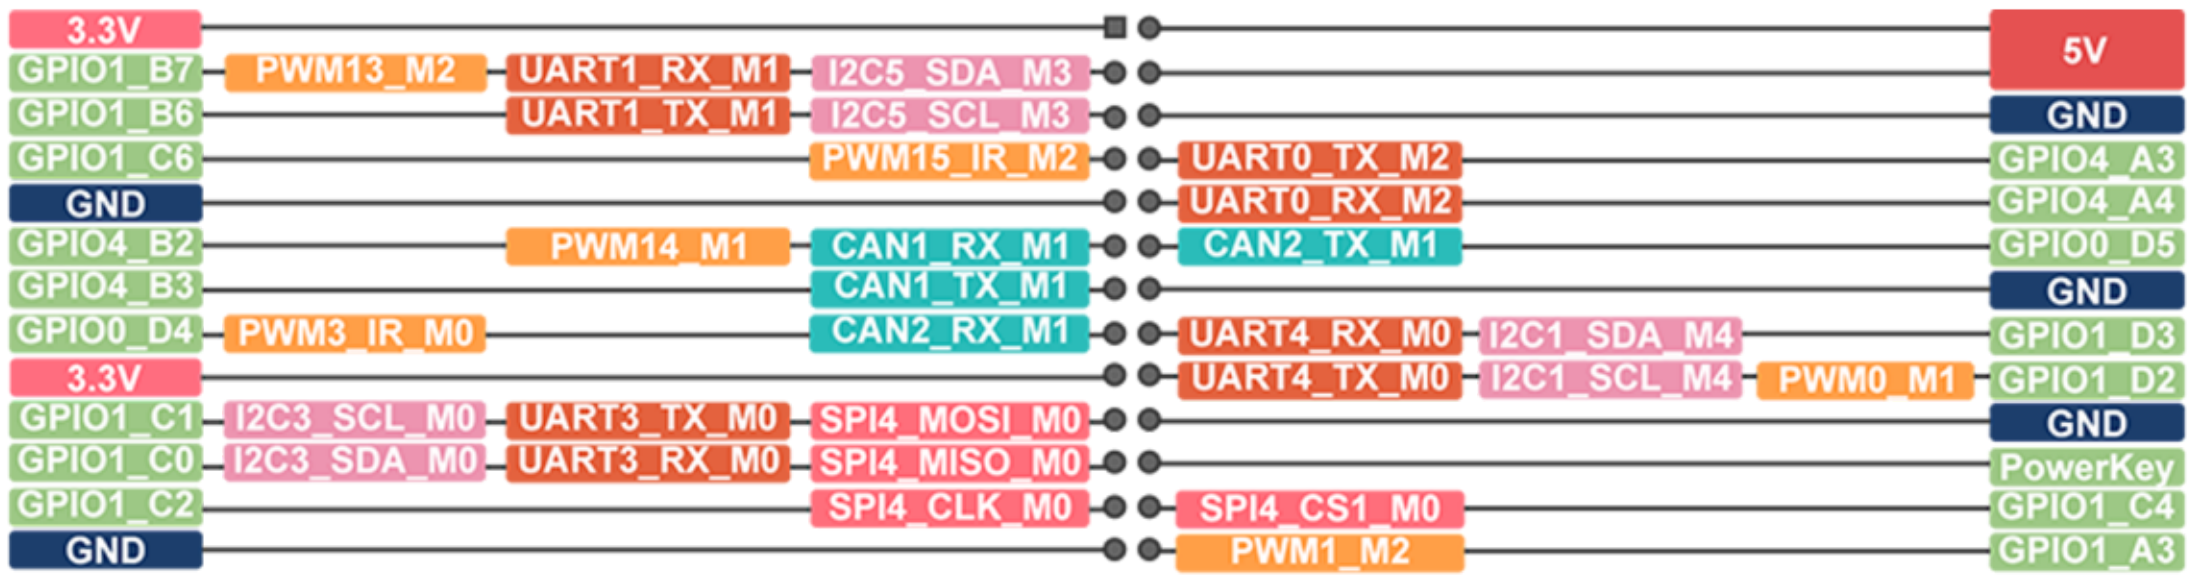 3.3V 5V
GPIO1_B7 PWM13_M2 UART1_RX_M1 I2C5_SDA_M3
GPIO1_B6 UART1_TX_M1 I2C5_SCL_M3 GND
GPIO1_C6 PWM15_IR_M2 UART0_TX_M2 GPIO4_A3
GND UART0_RX_M2 GPIO4_A4
GPIO4_B2 PWM14_M1 CAN1_RX_M1 CAN2_TX_M1 GPIO0_D5
GPIO4_B3 CAN1_TX_M1 GND
GPIO0_D4 PWM3_IR_M0 CAN2_RX_M1 UART4_RX_M0 I2C1_SDA_M4 GPIO1_D3
3.3V UART4_TX_M0 I2C1_SCL_M4 PWM0_M1 GPIO1_D2
GPIO1_C1 I2C3_SCL_M0 UART3_TX_M0 SPI4_MOSI_M0 GND
GPIO1_C0 I2C3_SDA_M0 UART3_RX_M0 SPI4_MISO_M0 PowerKey
GPIO1_C2 SPI4_CLK_M0 SPI4_CS1_M0 GPIO1_C4
GND PWM1_M2 GPIO1_A3